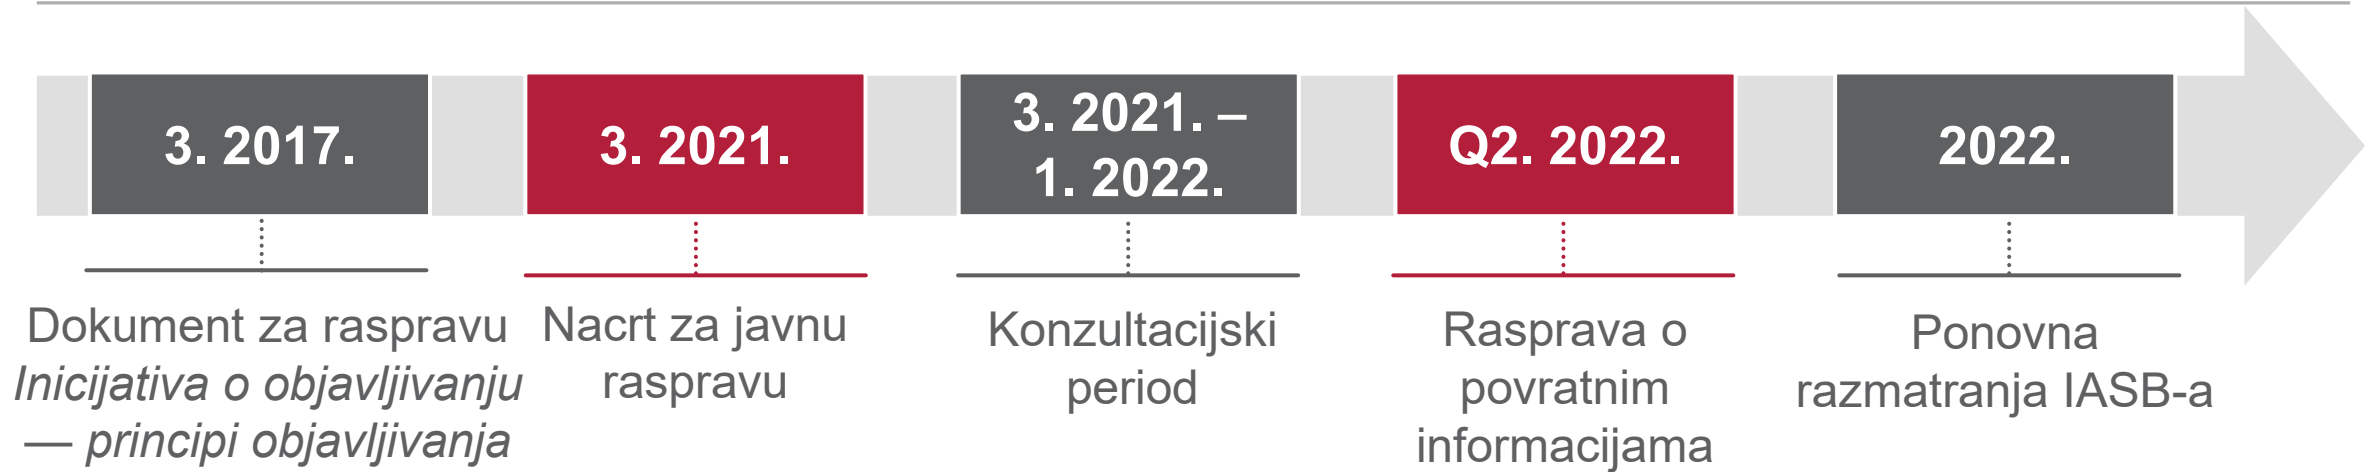 3. 2017.
Dokument za raspravu
Inicijativa o objavljivanju
— principi objavljivanja
3. 2021.
Nacrt za javnu
raspravu
3. 2021. –
1. 2022.
Konzultacijski
period
Q2. 2022.
Rasprava o
povratnim
informacijama
2022.
Ponovna
razmatranja IASB-a